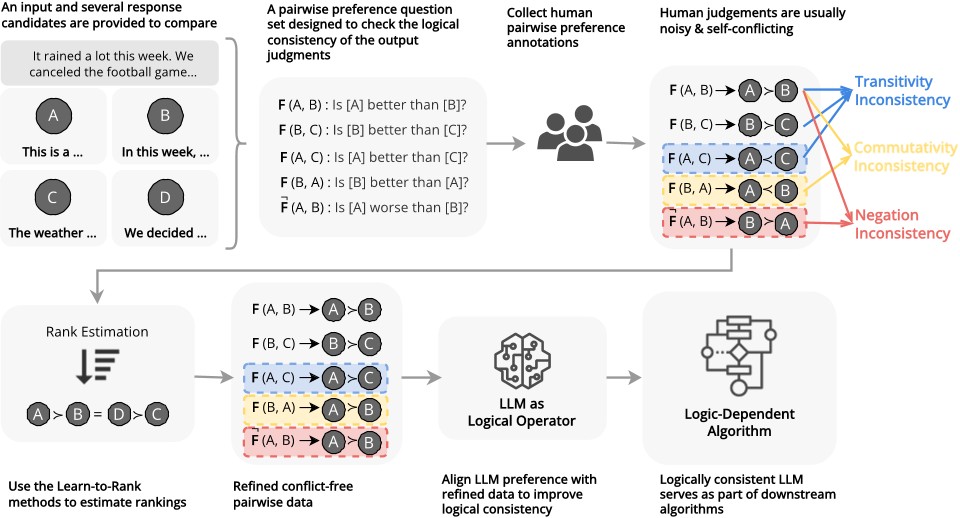 An input and several response
candidates are provided to compare
It rained a lot this week. We
canceled the football game...
A
This is a ...
B
In this week, ...
C
The weather ...
D
We decided ...
A pairwise preference question
set designed to check the logical
consistency of the output
judgments
F (A, B) : Is [A] better than [B]?
F (B, C) : Is [B] better than [C]?
F (A, C) : Is [A] better than [C]?
F (B, A) : Is [B] better than [A]?
F̄ (A, B) : Is [A] worse than [B]?
Collect human
pairwise preference
annotations
Human judgements are usually
noisy & self-conflicting
F (A, B) → A ≻ B
F (B, C) → B ≻ C
F (A, C) → A ≺ C
F (B, A) → A ≺ B
F̄ (A, B) → B ≻ A
Transitivity
Inconsistency
Commutativity
Inconsistency
Negation
Inconsistency
Rank Estimation
A ≻ B = D ≻ C
Use the Learn-to-Rank
methods to estimate rankings
F (A, B) → A ≻ B
F (B, C) → B ≻ C
F (A, C) → A ≻ C
F (B, A) → A ≻ B
F̄ (A, B) → A ≻ B
Refined conflict-free
pairwise data
LLM as
Logical Operator
Align LLM preference with
refined data to improve
logical consistency
Logic-Dependent
Algorithm
Logically consistent LLM
serves as part of downstream
algorithms